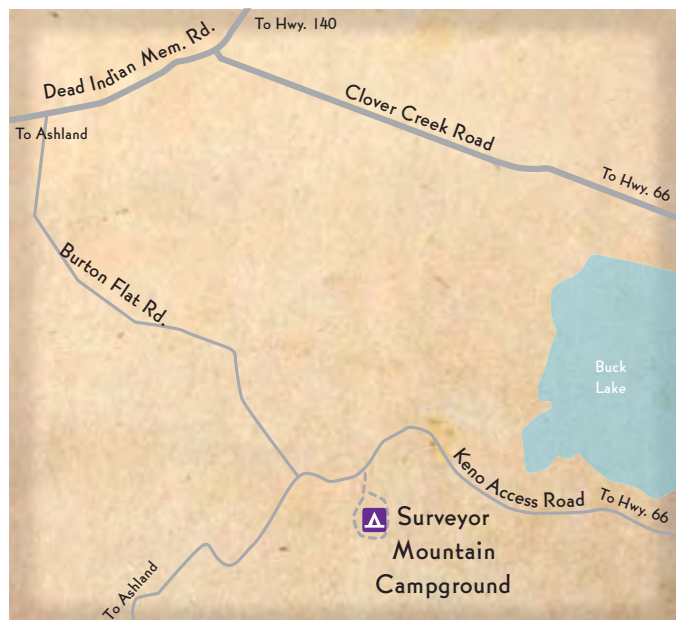 To Hwy. 140
Dead Indian Mem. Rd.
To Ashland
Clover Creek Road
To Hwy. 66
Burton Flat Rd.
Buck
Lake
Keno Access Road
To Hwy. 66
Surveyor
Mountain
Campground
To Ashland